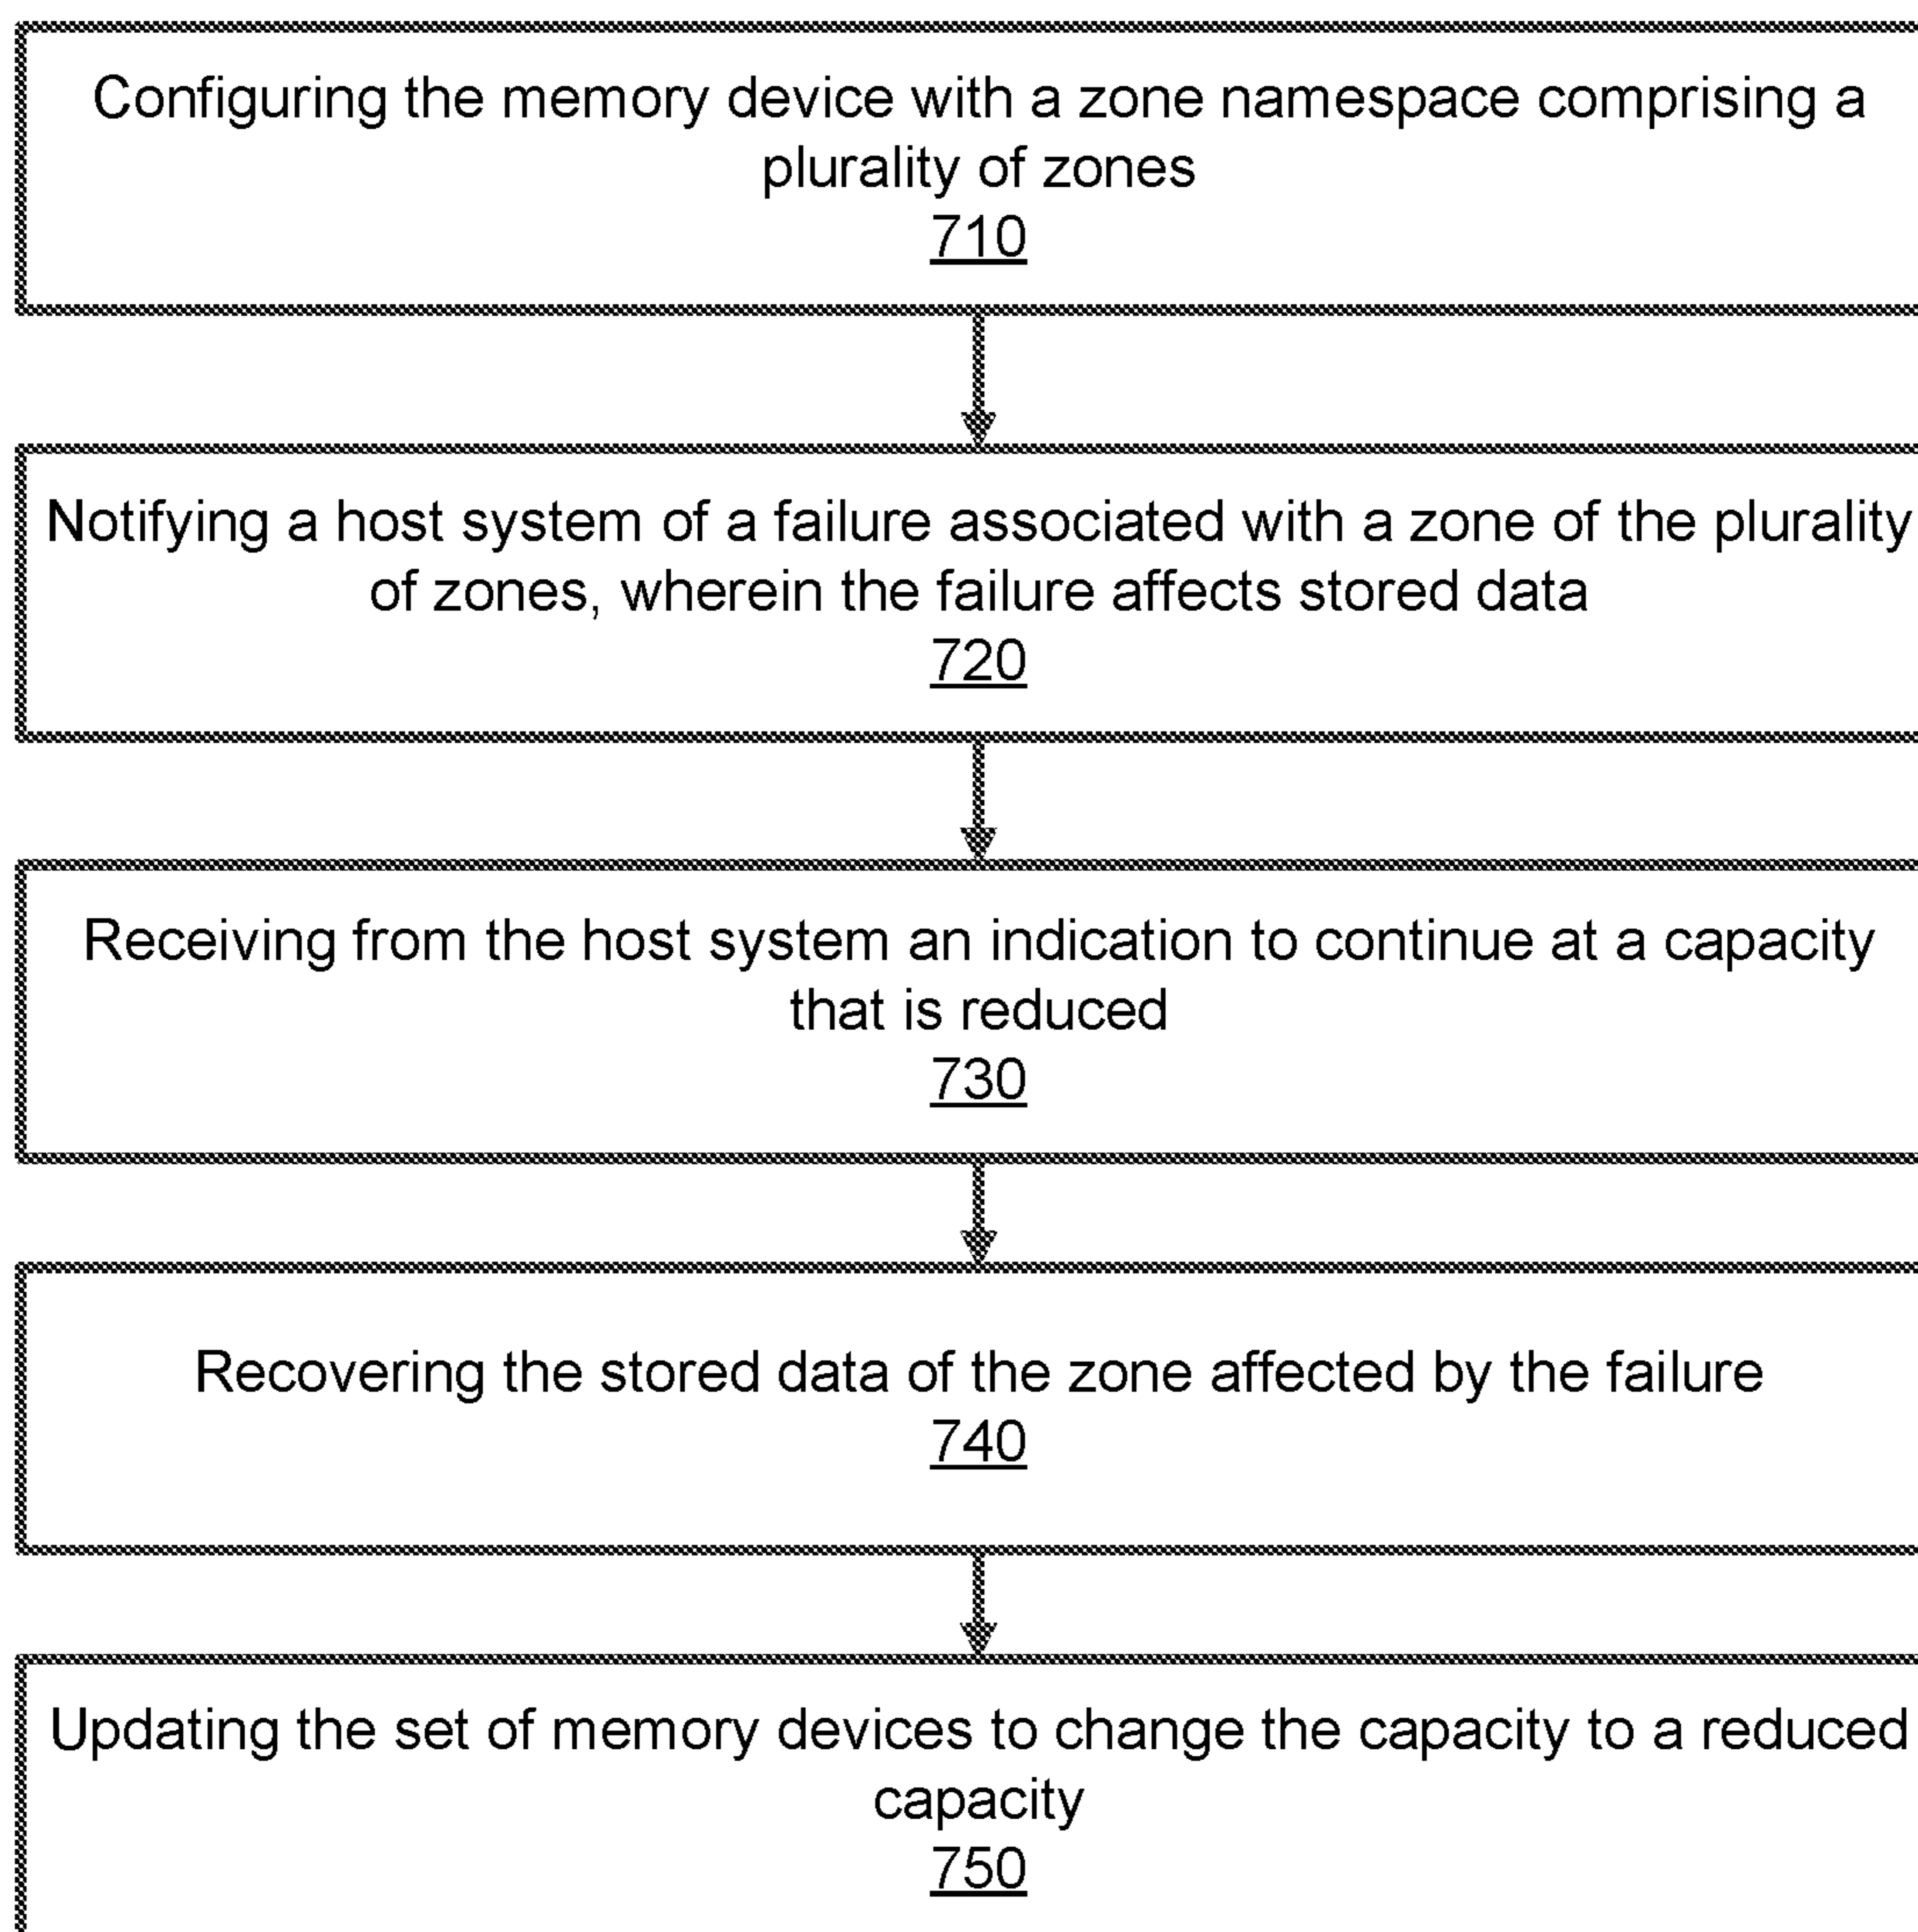 Configuring the memory device with a zone namespace comprising a
plurality of zones
710
Notifying a host system of a failure associated with a zone of the plurality
of zones, wherein the failure affects stored data
720
Receiving from the host system an indication to continue at a capacity
that is reduced
730
Recovering the stored data of the zone affected by the failure
740
Updating the set of memory devices to change the capacity to a reduced
capacity
750